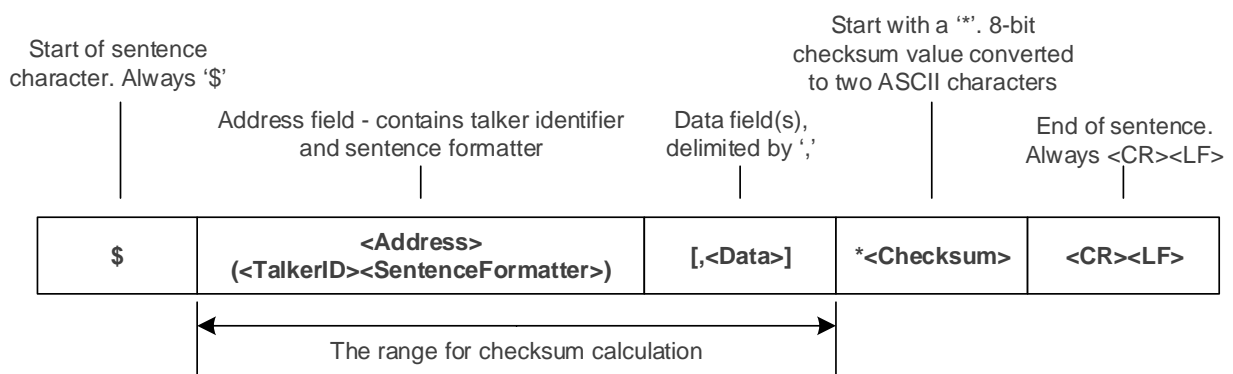 Start of sentence
character. Always ‘$’
Address field - contains talker identifier
and sentence formatter
Data field(s),
delimited by ‘,’
Start with a ‘*’. 8-bit
checksum value converted
to two ASCII characters
End of sentence.
Always <CR><LF>
$
<Address>
(<TalkerID><SentenceFormatter>)
[,<Data>]
*<Checksum>
<CR><LF>
The range for checksum calculation